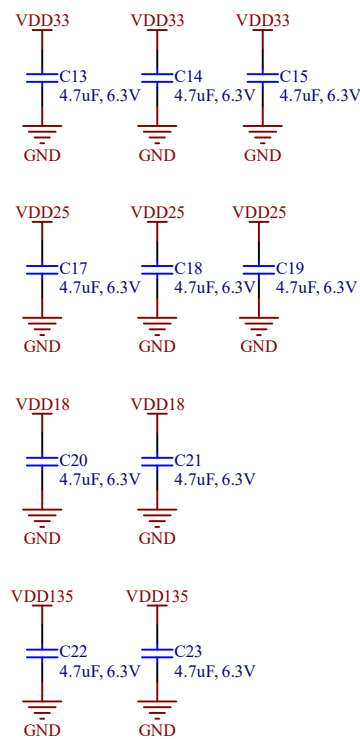 VDD33 VDD33 VDD33
C13 C14 C15
4.7uF, 6.3V 4.7uF, 6.3V 4.7uF, 6.3V
GND GND GND
VDD25 VDD25 VDD25
C17 C18 C19
4.7uF, 6.3V 4.7uF, 6.3V 4.7uF, 6.3V
GND GND GND
VDD18 VDD18
C20 C21
4.7uF, 6.3V 4.7uF, 6.3V
GND GND
VDD135 VDD135
C22 C23
4.7uF, 6.3V 4.7uF, 6.3V
GND GND